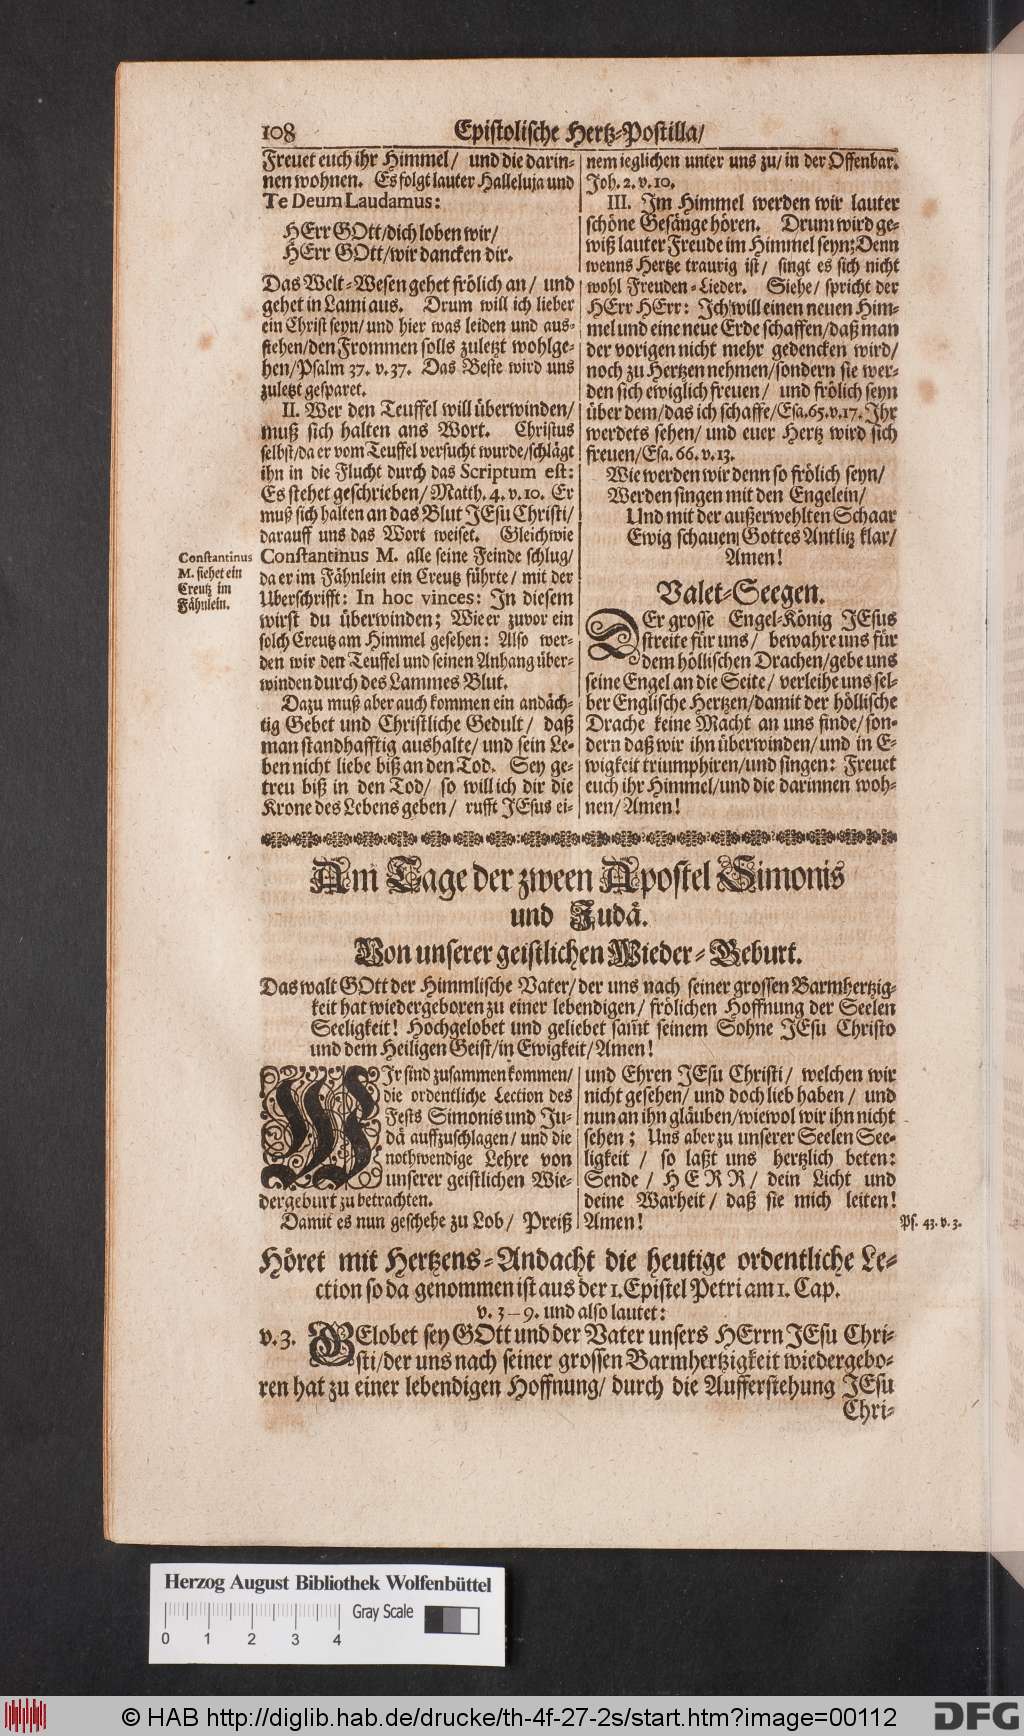 108
Epistolische Hertz-Postilla/
Freuet euch ihr Himmel/ und die darin-
nen wohnen. Es folgt lauter Halleluja und
Te Deum Laudamus:
HErr GOtt/dich loben wir/
HErr GOtt/wir dancken dir.
Das Welt-Wesen gehet frölich an/ und
gehet in Lami aus. Drum will ich lieber
ein Christ seyn/und hier was leiden und aus-
stehen/den Frommen solls zuletzt wohlge-
hen/Psalm 37. v. 37. Das Beste wird uns
zuletzt gesparet.
II. Wer den Teuffel will überwinden/
muß sich halten ans Wort. Christus
selbst/da er vom Teuffel versucht wurde/schlägt
ihn in die Flucht durch das Scriptum est:
Es stehet geschrieben/Matth. 4. v. 10. Er
muß sich halten an das Blut JEsu Christi/
darauff uns das Wort weiset. Gleichwie
Constantinus M. alle seine Feinde schlug/
da er im Fähnlein ein Creutz führte/ mit der
Uberschrifft: In hoc vinces: In diesem
wirst du überwinden; Wie er zuvor ein
solch Creutz am Himmel gesehen: Also wer-
den wir den Teuffel und seinen Anhang über-
winden durch des Lammes Blut.
Dazu muß aber auch kommen ein andäch-
tig Gebet und Christliche Gedult/ daß
man standhafftig aushalte/ und sein Le-
ben nicht liebe biß an den Tod. Sey ge-
treu biß in den Tod/ so will ich dir die
Krone des Lebens geben/ rufft JEsus ei-
Constantinus
M. siehet ein
Creutz im
Fähnlein.
nem ieglichen unter uns zu/ in der Offenbar.
Joh. 2. v. 10.
III. Im Himmel werden wir lauter
schöne Gesänge hören. Drum wird ge-
wiß lauter Freude im Himmel seyn: Denn
wenns Hertze traurig ist/ singt es sich nicht
wohl Freuden-Lieder. Siehe/ spricht der
HErr HErr: Ich will einen neuen Him-
mel und eine neue Erde schaffen/daß man
der vorigen nicht mehr gedencken wird/
noch zu Hertzen nehmen/sondern sie wer-
den sich ewiglich freuen/ und frölich seyn
über dem/das ich schaffe/Esa. 65. v. 17. Ihr
werdets sehen/ und euer Hertz wird sich
freuen/Esa. 66. v. 13.
Wie werden wir denn so frölich seyn/
Werden singen mit den Engelein/
Und mit der außerwehlten Schaar
Ewig schauen Gottes Antlitz klar/
Amen!
Valet-Seegen.
DEr grosse Engel-König JEsus
streite für uns/ bewahre uns für
dem höllischen Drachen/gebe uns
seine Engel an die Seite/ verleihe uns sel-
ber Englische Hertzen/damit der höllische
Drache keine Macht an uns finde/son-
dern daß wir ihn überwinden/und in E-
wigkeit triumphiren/und singen: Freuet
euch ihr Himmel/und die darinnen woh-
nen/ Amen!
Am Tage der zween Apostel Simonis
und Judä.
Von unserer geistlichen Wieder-Geburt.
Das walt GOtt der Himmlische Vater/der uns nach seiner grossen Barmhertzig-
keit hat wiedergeboren zu einer lebendigen/ frölichen Hoffnung der Seelen
Seeligkeit! Hochgelobet und geliebet sam̃t seinem Sohne JEsu Christo
und dem Heiligen Geist/in Ewigkeit/Amen!
WIr sind zusammen kommen/
die ordentliche Lection des
Fests Simonis und Ju-
dä auffzuschlagen/ und die
nothwendige Lehre von
unserer geistlichen Wie-
dergeburt zu betrachten.
Damit es nun geschehe zu Lob/ Preiß
und Ehren JEsu Christi/ welchen wir
nicht gesehen/ und doch lieb haben/ und
nun an ihn gläuben/wiewol wir ihn nicht
sehen; Uns aber zu unserer Seelen See-
ligkeit/ so laßt uns hertzlich beten:
Sende/ HERR/ dein Licht und
deine Warheit/ daß sie mich leiten!
Amen!
Ps. 43. v. 3.
Höret mit Hertzens-Andacht die heutige ordentliche Le-
ction so da genommen ist aus der 1. Epistel Petri am 1. Cap.
v. 3–9. und also lautet:
v. 3. GElobet sey GOtt und der Vater unsers HErrn JEsu Chri-
sti/der uns nach seiner grossen Barmhertzigkeit wiedergebo-
ren hat zu einer lebendigen Hoffnung/ durch die Aufferstehung JEsu
Chri-
Herzog August Bibliothek Wolfenbüttel
Gray Scale
0 1 2 3 4
© HAB http://diglib.hab.de/drucke/th-4f-27-2s/start.htm?image=00112
DFG